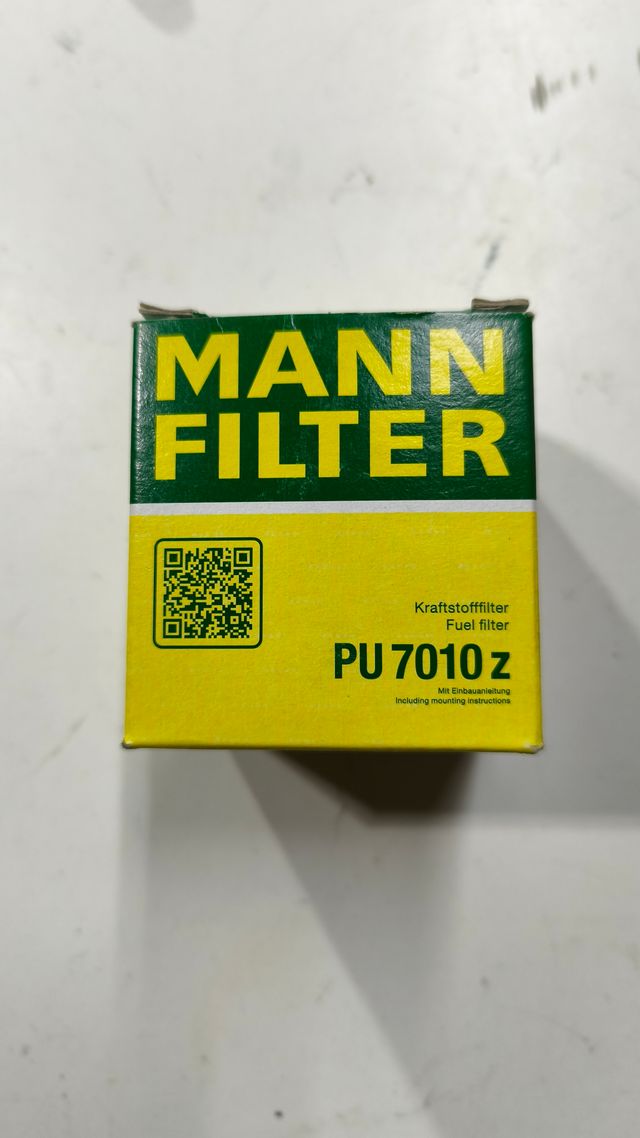 MANN
FILTER
Kraftstofffilter
Fuel filter
PU 7010 z
Mit Einbauanleitung
Including mounting instructions